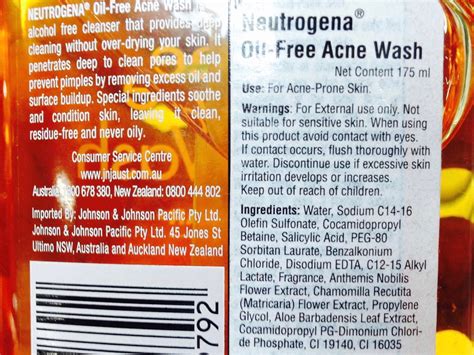 NEUTROGENA® Oil-Free Acne Wash is
alcohol free cleanser that provides deep
cleaning without over-drying your skin. It
penetrates deep to clean pores to help
prevent pimples by removing excess oil and
surface buildup. Special ingredients soothe
and condition skin, leaving it clean,
residue-free and never oily.
Consumer Service Centre
www.jnjaust.com
678 380, New Zealand: 0800 444 802
Imported By: Johnson & Johnson Pacific Pty Ltd.
Johnson & Johnson Pacific Pty Ltd. 45 Jones St
Ultimo NSW, Australia and Auckland New Zealand
6792
Neutrogena®
Oil-Free Acne Wash
Net Content 175 ml
Use: For Acne-Prone Skin.
Warnings: For External use only. Not
suitable for sensitive skin. When using
this product avoid contact with eyes.
If contact occurs, flush thoroughly with
water. Discontinue use if excessive skin
irritation develops or increases.
Keep out of reach of children.
Ingredients: Water, Sodium C14-16
Olefin Sulfonate, Cocamidopropyl
Betaine, Salicylic Acid, PEG-80
Sorbitan Laurate, Benzalkonium
Chloride, Disodium EDTA, C12-15 Alkyl
Lactate, Fragrance, Anthemis Nobilis
Flower Extract, Chamomilla Recutita
(Matricaria) Flower Extract, Propylene
Glycol, Aloe Barbadensis Leaf Extract,
Cocamidopropyl PG-Dimonium Chlori-
de Phosphate, CI 19140, CI 16035